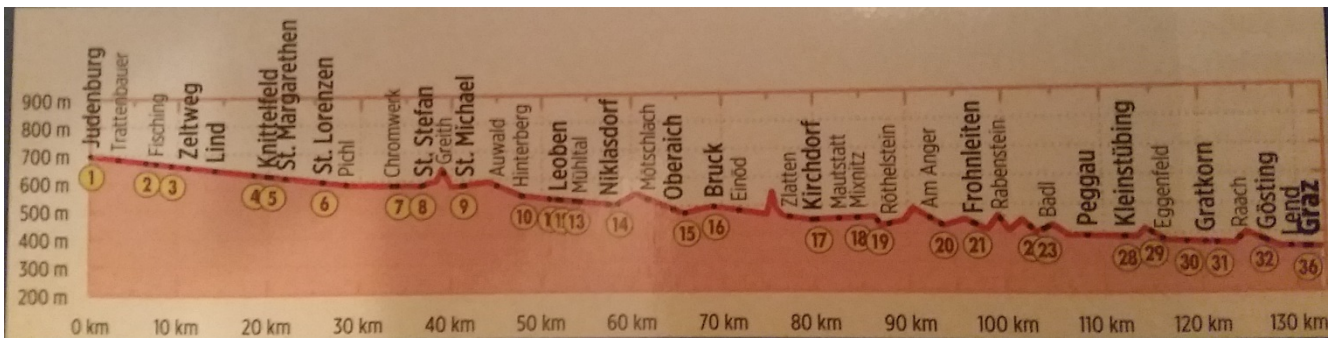 Judenburg
Trattenbauer
Fisching
Zeltweg
Lind
Knittelfeld
St. Margarethen
St. Lorenzen
Pichl
Chromwerk
St. Stefan
Greith
St. Michael
Auwald
Hinterberg
Leoben
Mühltal
Niklasdorf
Mötschlach
Oberaich
Bruck
Einöd
Zlatten
Kirchdorf
Mautstatt
Mixnitz
Röthelstein
Am Anger
Frohnleiten
Rabenstein
Badl
Peggau
Kleinstübing
Eggenfeld
Gratkorn
Raach
Gösting
Lend
Graz
900 m
800 m
700 m
600 m
500 m
400 m
300 m
200 m
1 2 3 4 5 6 7 8 9 10 13 14 15 16 17 18 19 20 21 23 28 29 30 31 32 36
0 km 10 km 20 km 30 km 40 km 50 km 60 km 70 km 80 km 90 km 100 km 110 km 120 km 130 km